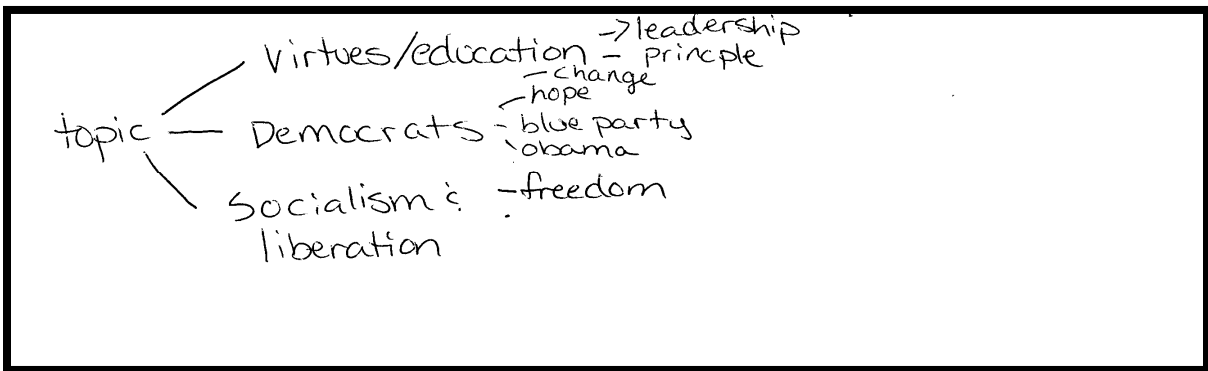 virtues/education →leadership
– princple
topic – Democrats – change
– hope
– blue party
– obama
socialism & – freedom
liberation